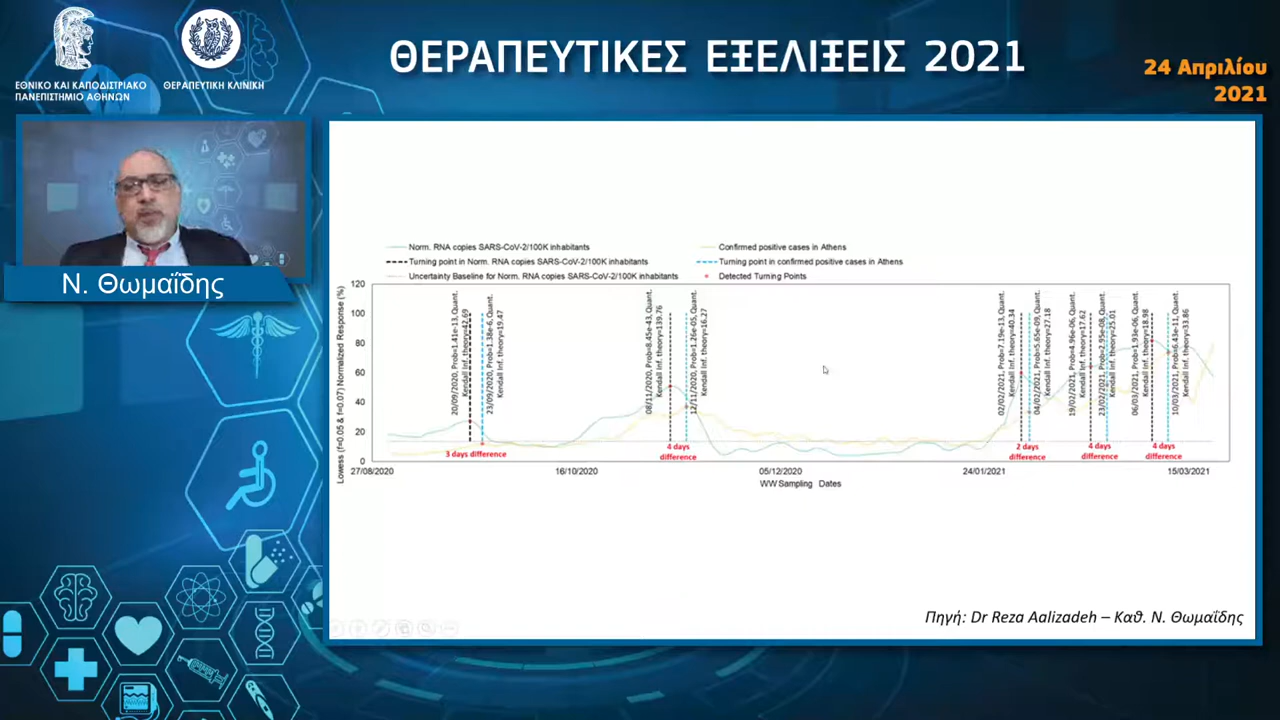 ΕΘΝΙΚΟ ΚΑΙ ΚΑΠΟΔΙΣΤΡΙΑΚΟ
ΠΑΝΕΠΙΣΤΗΜΙΟ ΑΘΗΝΩΝ
ΘΕΡΑΠΕΥΤΙΚΗ ΚΛΙΝΙΚΗ
ΘΕΡΑΠΕΥΤΙΚΕΣ ΕΞΕΛΙΞΕΙΣ 2021
24 Απριλίου
2021
Ν. Θωμαΐδης
Norm. RNA copies SARS-CoV-2/100K inhabitants
Confirmed positive cases in Athens
Turning point in Norm. RNA copies SARS-CoV-2/100K inhabitants
Turning point in confirmed positive cases in Athens
Uncertainty Baseline for Norm. RNA copies SARS-CoV-2/100K inhabitants
Detected Turning Points
Lowess (f=0.05 & f=0.07) Normalized Response (%)
120
100
80
60
40
20
0
20/09/2020, Prob=1.41e-13, Quant.
Kendall Inf. theory=42.69
23/09/2020, Prob=1.38e-6, Quant.
Kendall Inf. theory=19.47
08/11/2020, Prob=8.45e-43, Quant.
Kendall Inf. theory=139.76
12/11/2020, Prob=1.26e-05, Quant.
Kendall Inf. theory=16.27
02/02/2021, Prob=7.19e-13, Quant.
Kendall Inf. theory=40.34
04/02/2021, Prob=5.65e-09, Quant.
Kendall Inf. theory=27.18
19/02/2021, Prob=4.96e-06, Quant.
Kendall Inf. theory=17.62
23/02/2021, Prob=2.95e-08, Quant.
Kendall Inf. theory=25.01
06/03/2021, Prob=1.93e-06, Quant.
Kendall Inf. theory=18.98
10/03/2021, Prob=6.43e-11, Quant.
Kendall Inf. theory=33.86
3 days difference
4 days
difference
2 days
difference
4 days
difference
4 days
difference
27/08/2020
16/10/2020
05/12/2020
24/01/2021
15/03/2021
WW Sampling Dates
Πηγή: Dr Reza Aalizadeh – Καθ. Ν. Θωμαΐδης